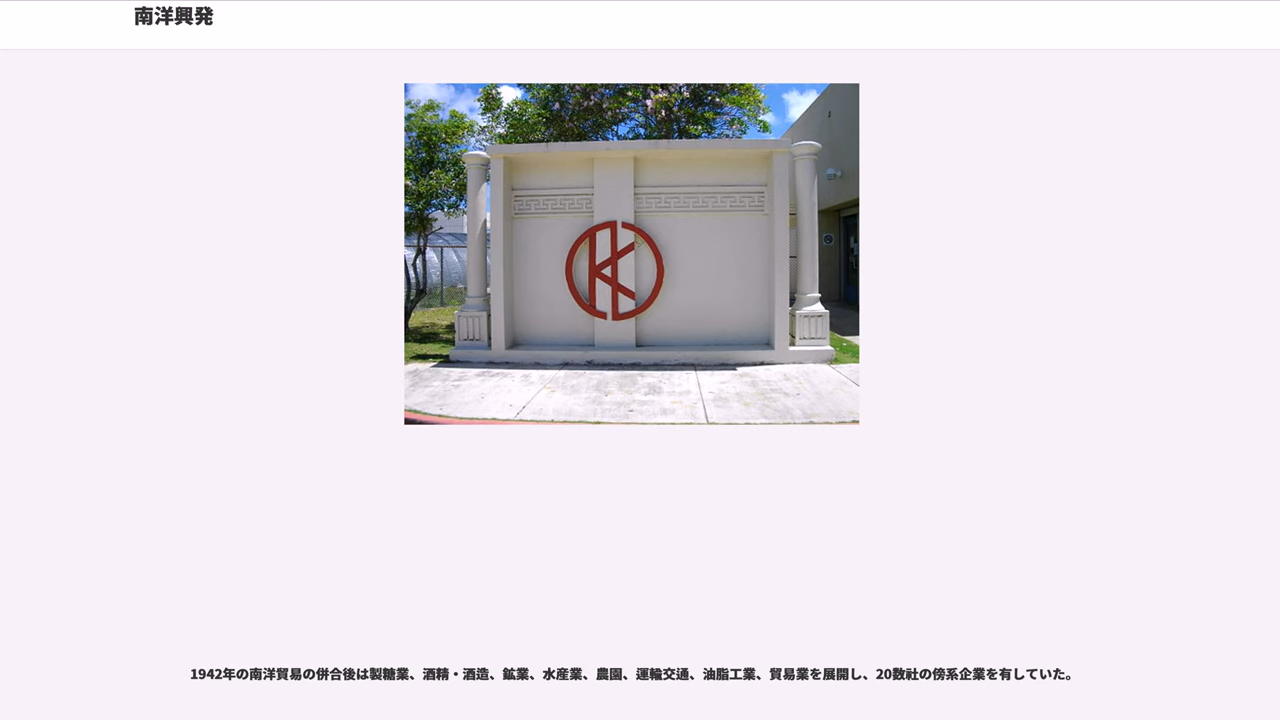 南洋興発
1942年の南洋貿易の併合後は製糖業、酒精・酒造、鉱業、水産業、農園、運輸交通、油脂工業、貿易業を展開し、20数社の傍系企業を有していた。